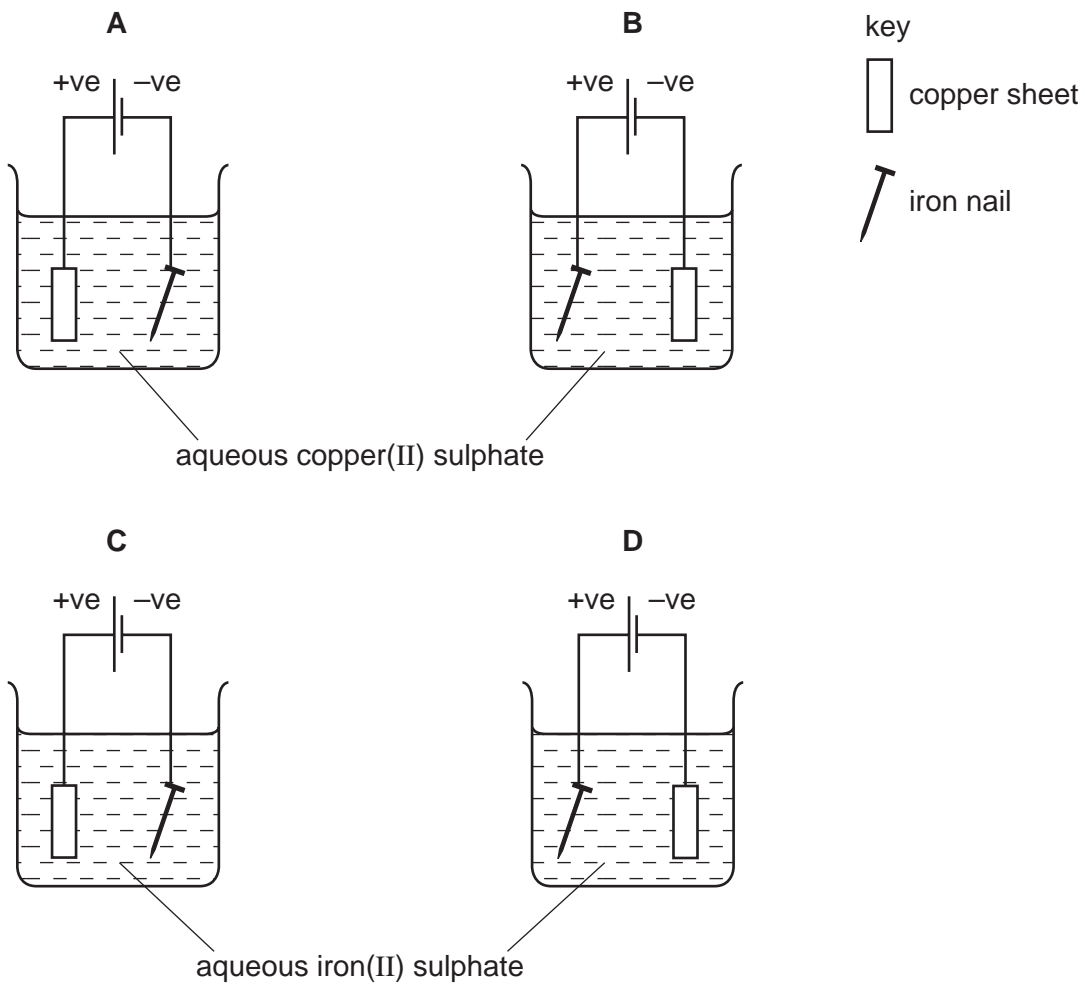 A
B
key
+ve –ve
+ve –ve
copper sheet
iron nail
aqueous copper(II) sulphate
C
D
+ve –ve
+ve –ve
aqueous iron(II) sulphate